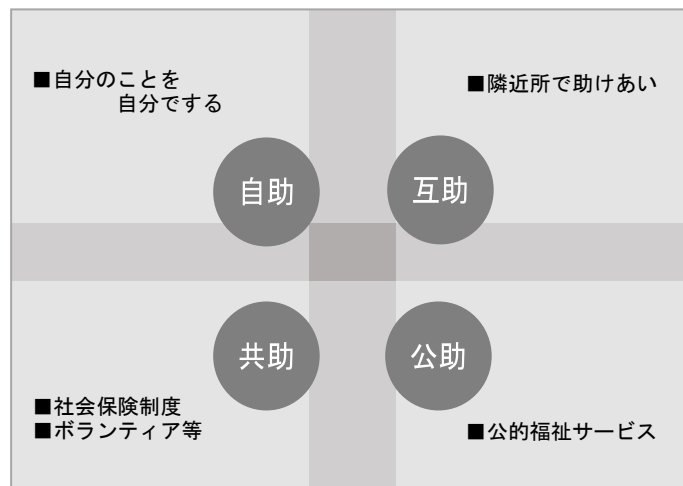 ■自分のことを
自分でする
■隣近所で助けあい
自助
互助
共助
公助
■社会保険制度
■ボランティア等
■公的福祉サービス